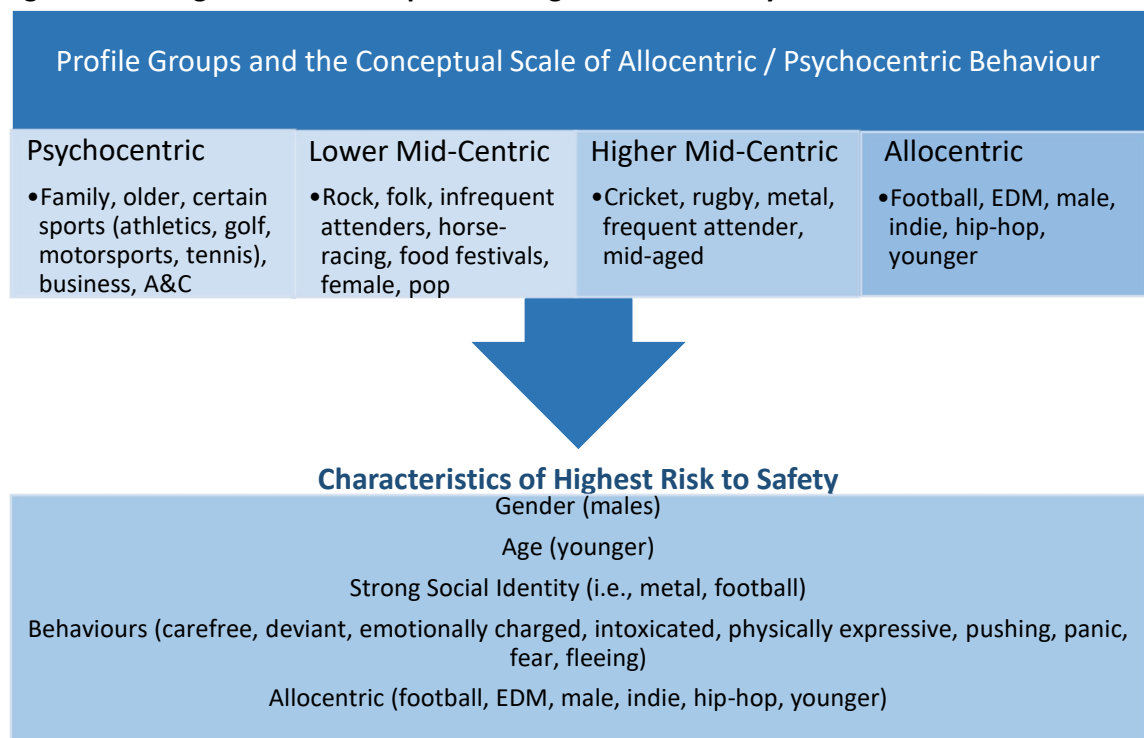 Profile Groups and the Conceptual Scale of Allocentric / Psychocentric Behaviour
Psychocentric
•Family, older, certain
sports (athletics, golf,
motorsports, tennis),
business, A&C
Lower Mid-Centric
•Rock, folk, infrequent
attenders, horse-
racing, food festivals,
female, pop
Higher Mid-Centric
•Cricket, rugby, metal,
frequent attender,
mid-aged
Allocentric
•Football, EDM, male,
indie, hip-hop,
younger
Characteristics of Highest Risk to Safety
Gender (males)
Age (younger)
Strong Social Identity (i.e., metal, football)
Behaviours (carefree, deviant, emotionally charged, intoxicated, physically expressive, pushing, panic,
fear, fleeing)
Allocentric (football, EDM, male, indie, hip-hop, younger)